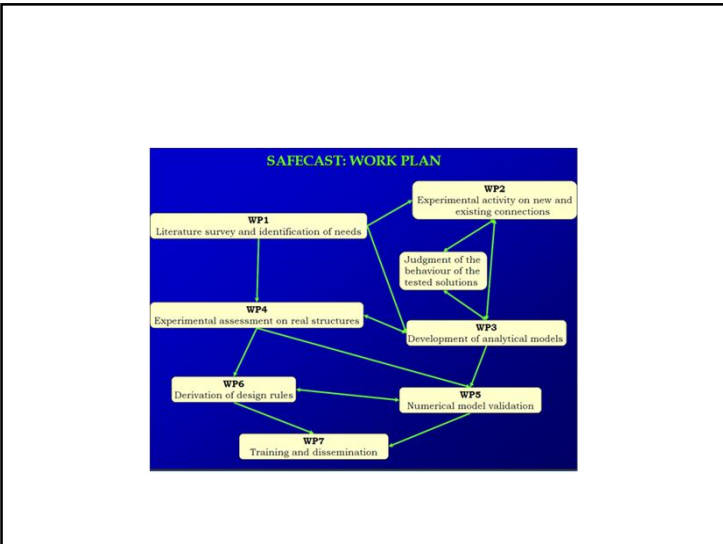 SAFECAST: WORK PLAN
WP2
Experimental activity on new and
existing connections
WP1
Literature survey and identification of needs
Judgment of the
behaviour of the
tested solutions
WP4
Experimental assessment on real structures
WP3
Development of analytical models
WP6
Derivation of design rules
WP5
Numerical model validation
WP7
Training and dissemination